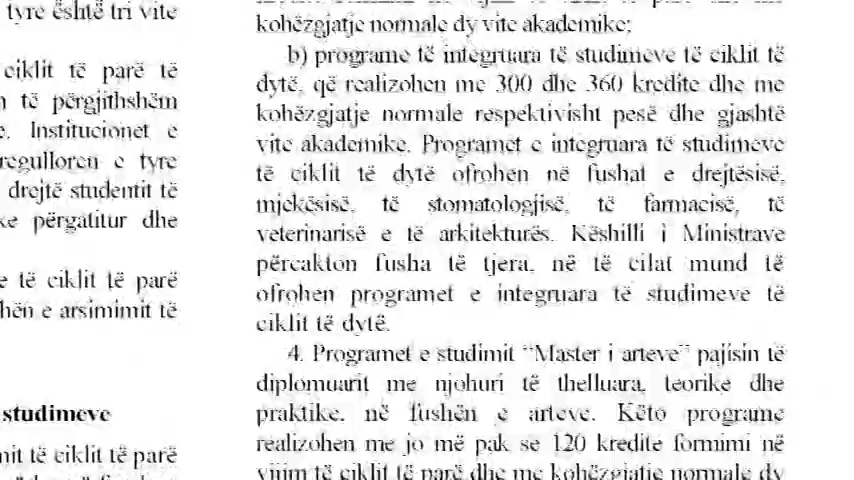 tyre është tri vite
ciklit të parë të
të përgjithshëm
Institucionet e
regulloren e tyre
drejtë studentit të
përgatitur dhe
të ciklit të parë
e arsimimit të
studimeve
të ciklit të parë
kohëzgjatje normale dy vite akademike;
b) programe të integruara të studimeve të ciklit të
dytë, që realizohen me 300 dhe 360 kredite dhe me
kohëzgjatje normale respektivisht pesë dhe gjashtë
vite akademike. Programet e integruara të studimeve
të ciklit të dytë ofrohen në fushat e drejtësisë,
mjekësisë, të stomatologjisë, të farmacisë, të
veterinarisë e të arkitekturës. Këshilli i Ministrave
përcakton fusha të tjera, në të cilat mund të
ofrohen programet e integruara të studimeve të
ciklit të dytë.
4. Programet e studimit “Master i arteve” pajisin të
diplomuarit me njohuri të thelluara, teorike dhe
praktike, në fushën e arteve. Këto programe
realizohen me jo më pak se 120 kredite formimi në
vijim të ciklit të parë dhe me kohëzgjatje normale dy